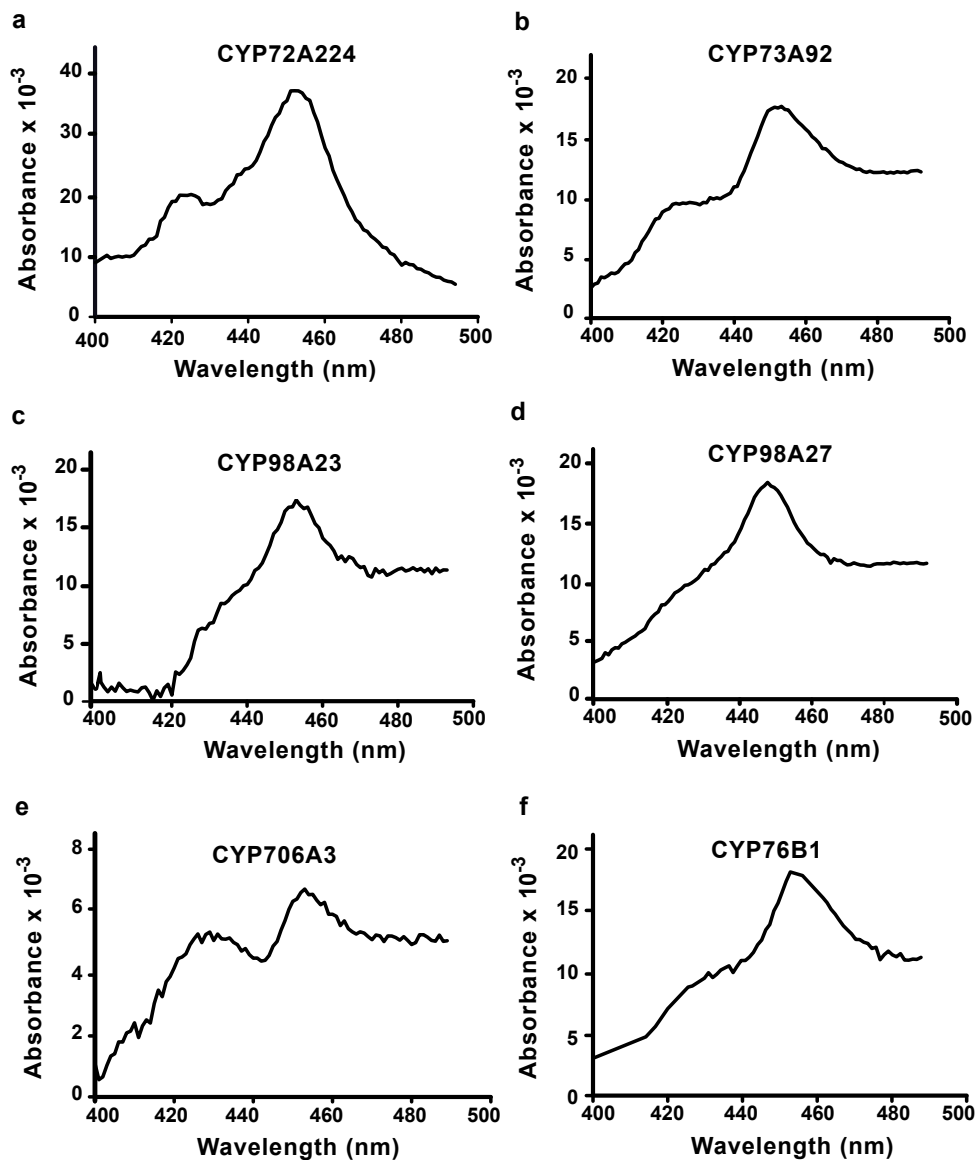 a
CYP72A224
Absorbance x 10-3
40
30
20
10
0
400 420 440 460 480 500
Wavelength (nm)
b
CYP73A92
Absorbance x 10-3
20
15
10
5
0
400 420 440 460 480 500
Wavelength (nm)
c
CYP98A23
Absorbance x 10-3
20
15
10
5
0
400 420 440 460 480 500
Wavelength (nm)
d
CYP98A27
Absorbance x 10-3
20
15
10
5
0
400 420 440 460 480 500
Wavelength (nm)
e
CYP706A3
Absorbance x 10-3
8
6
4
2
0
400 420 440 460 480 500
Wavelength (nm)
f
CYP76B1
Absorbance x 10-3
20
15
10
5
0
400 420 440 460 480 500
Wavelength (nm)